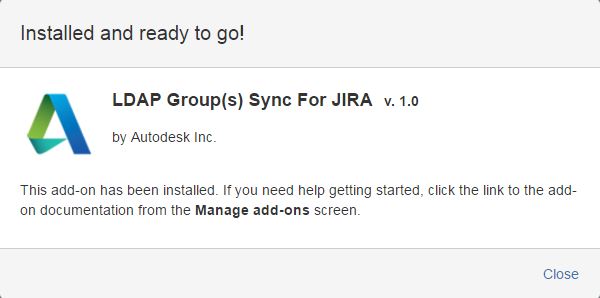 Installed and ready to go!
LDAP Group(s) Sync For JIRA v. 1.0
by Autodesk Inc.
This add-on has been installed. If you need help getting started, click the link to the add-
on documentation from the Manage add-ons screen.
Close